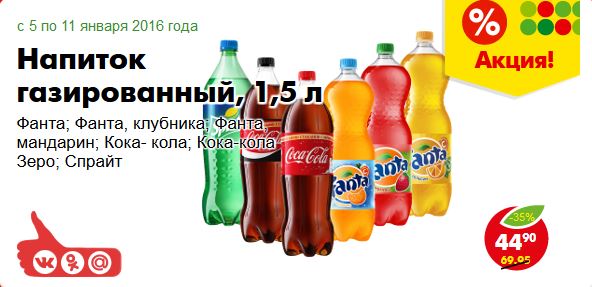 с 5 по 11 января 2016 года
%
Акция!
Напиток
газированный, 1,5 л
Фанта; Фанта, клубника; Фанта
мандарин; Кока- кола; Кока-кола
Зеро; Спрайт
Coca-Cola
Fanta
Fanta
Fanta
-35%
44 90
69.95